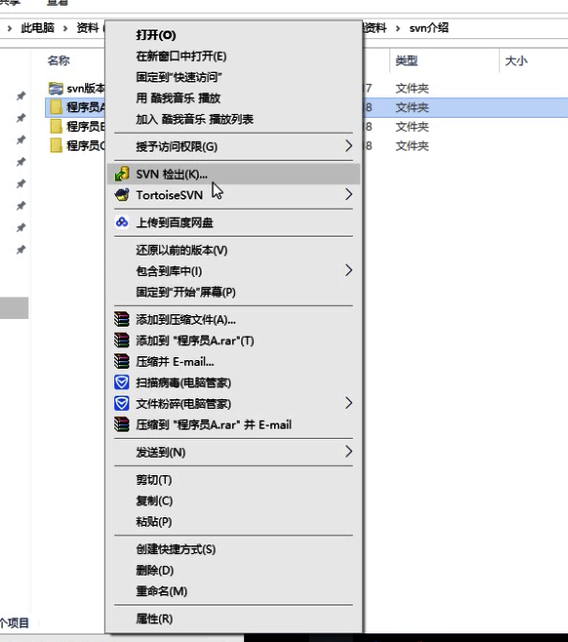 共享 查看
此电脑 › 资料 资料 › svn介绍
名称 类型 大小
svn版本 7 文件夹
程序员A 8 文件夹
程序员B 8 文件夹
程序员C 8 文件夹
打开(O)
在新窗口中打开(E)
固定到"快速访问"
用 酷我音乐 播放
加入 酷我音乐 播放列表
授予访问权限(G)
SVN 检出(K)...
TortoiseSVN
上传到百度网盘
还原以前的版本(V)
包含到库中(I)
固定到"开始"屏幕(P)
添加到压缩文件(A)...
添加到 "程序员A.rar"(T)
压缩并 E-mail...
扫描病毒(电脑管家)
文件粉碎(电脑管家)
压缩到 "程序员A.rar" 并 E-mail
发送到(N)
剪切(T)
复制(C)
粘贴(P)
创建快捷方式(S)
删除(D)
重命名(M)
属性(R)
个项目